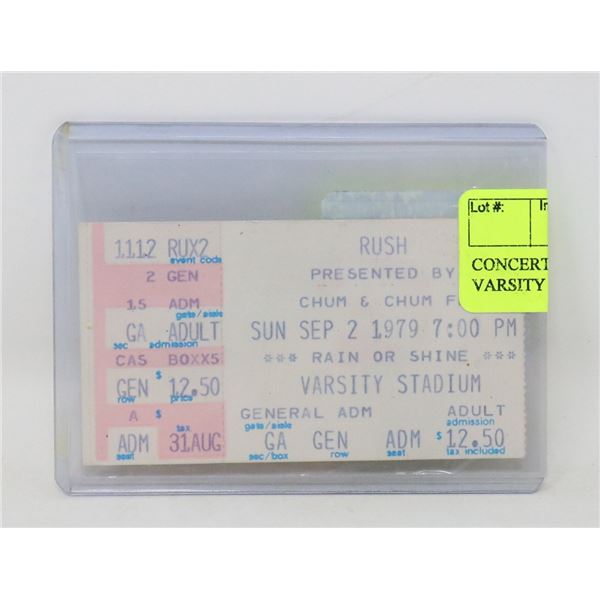 1112 RUX2
event code
2 GEN
15 ADM
gate/aisle
GA ADULT
sec admission
CAS BOXXS
GEN $ 12.50
row price
A $
tax
ADM 31AUG
seat
RUSH
PRESENTED BY
CHUM & CHUM F
SUN SEP 2 1979 7:00 PM
*** RAIN OR SHINE ***
VARSITY STADIUM
GENERAL ADM ADULT
gate/aisle admission
GA GEN ADM $12.50
sec/box row seat tax included
Lot #: In
CONCERT
VARSITY